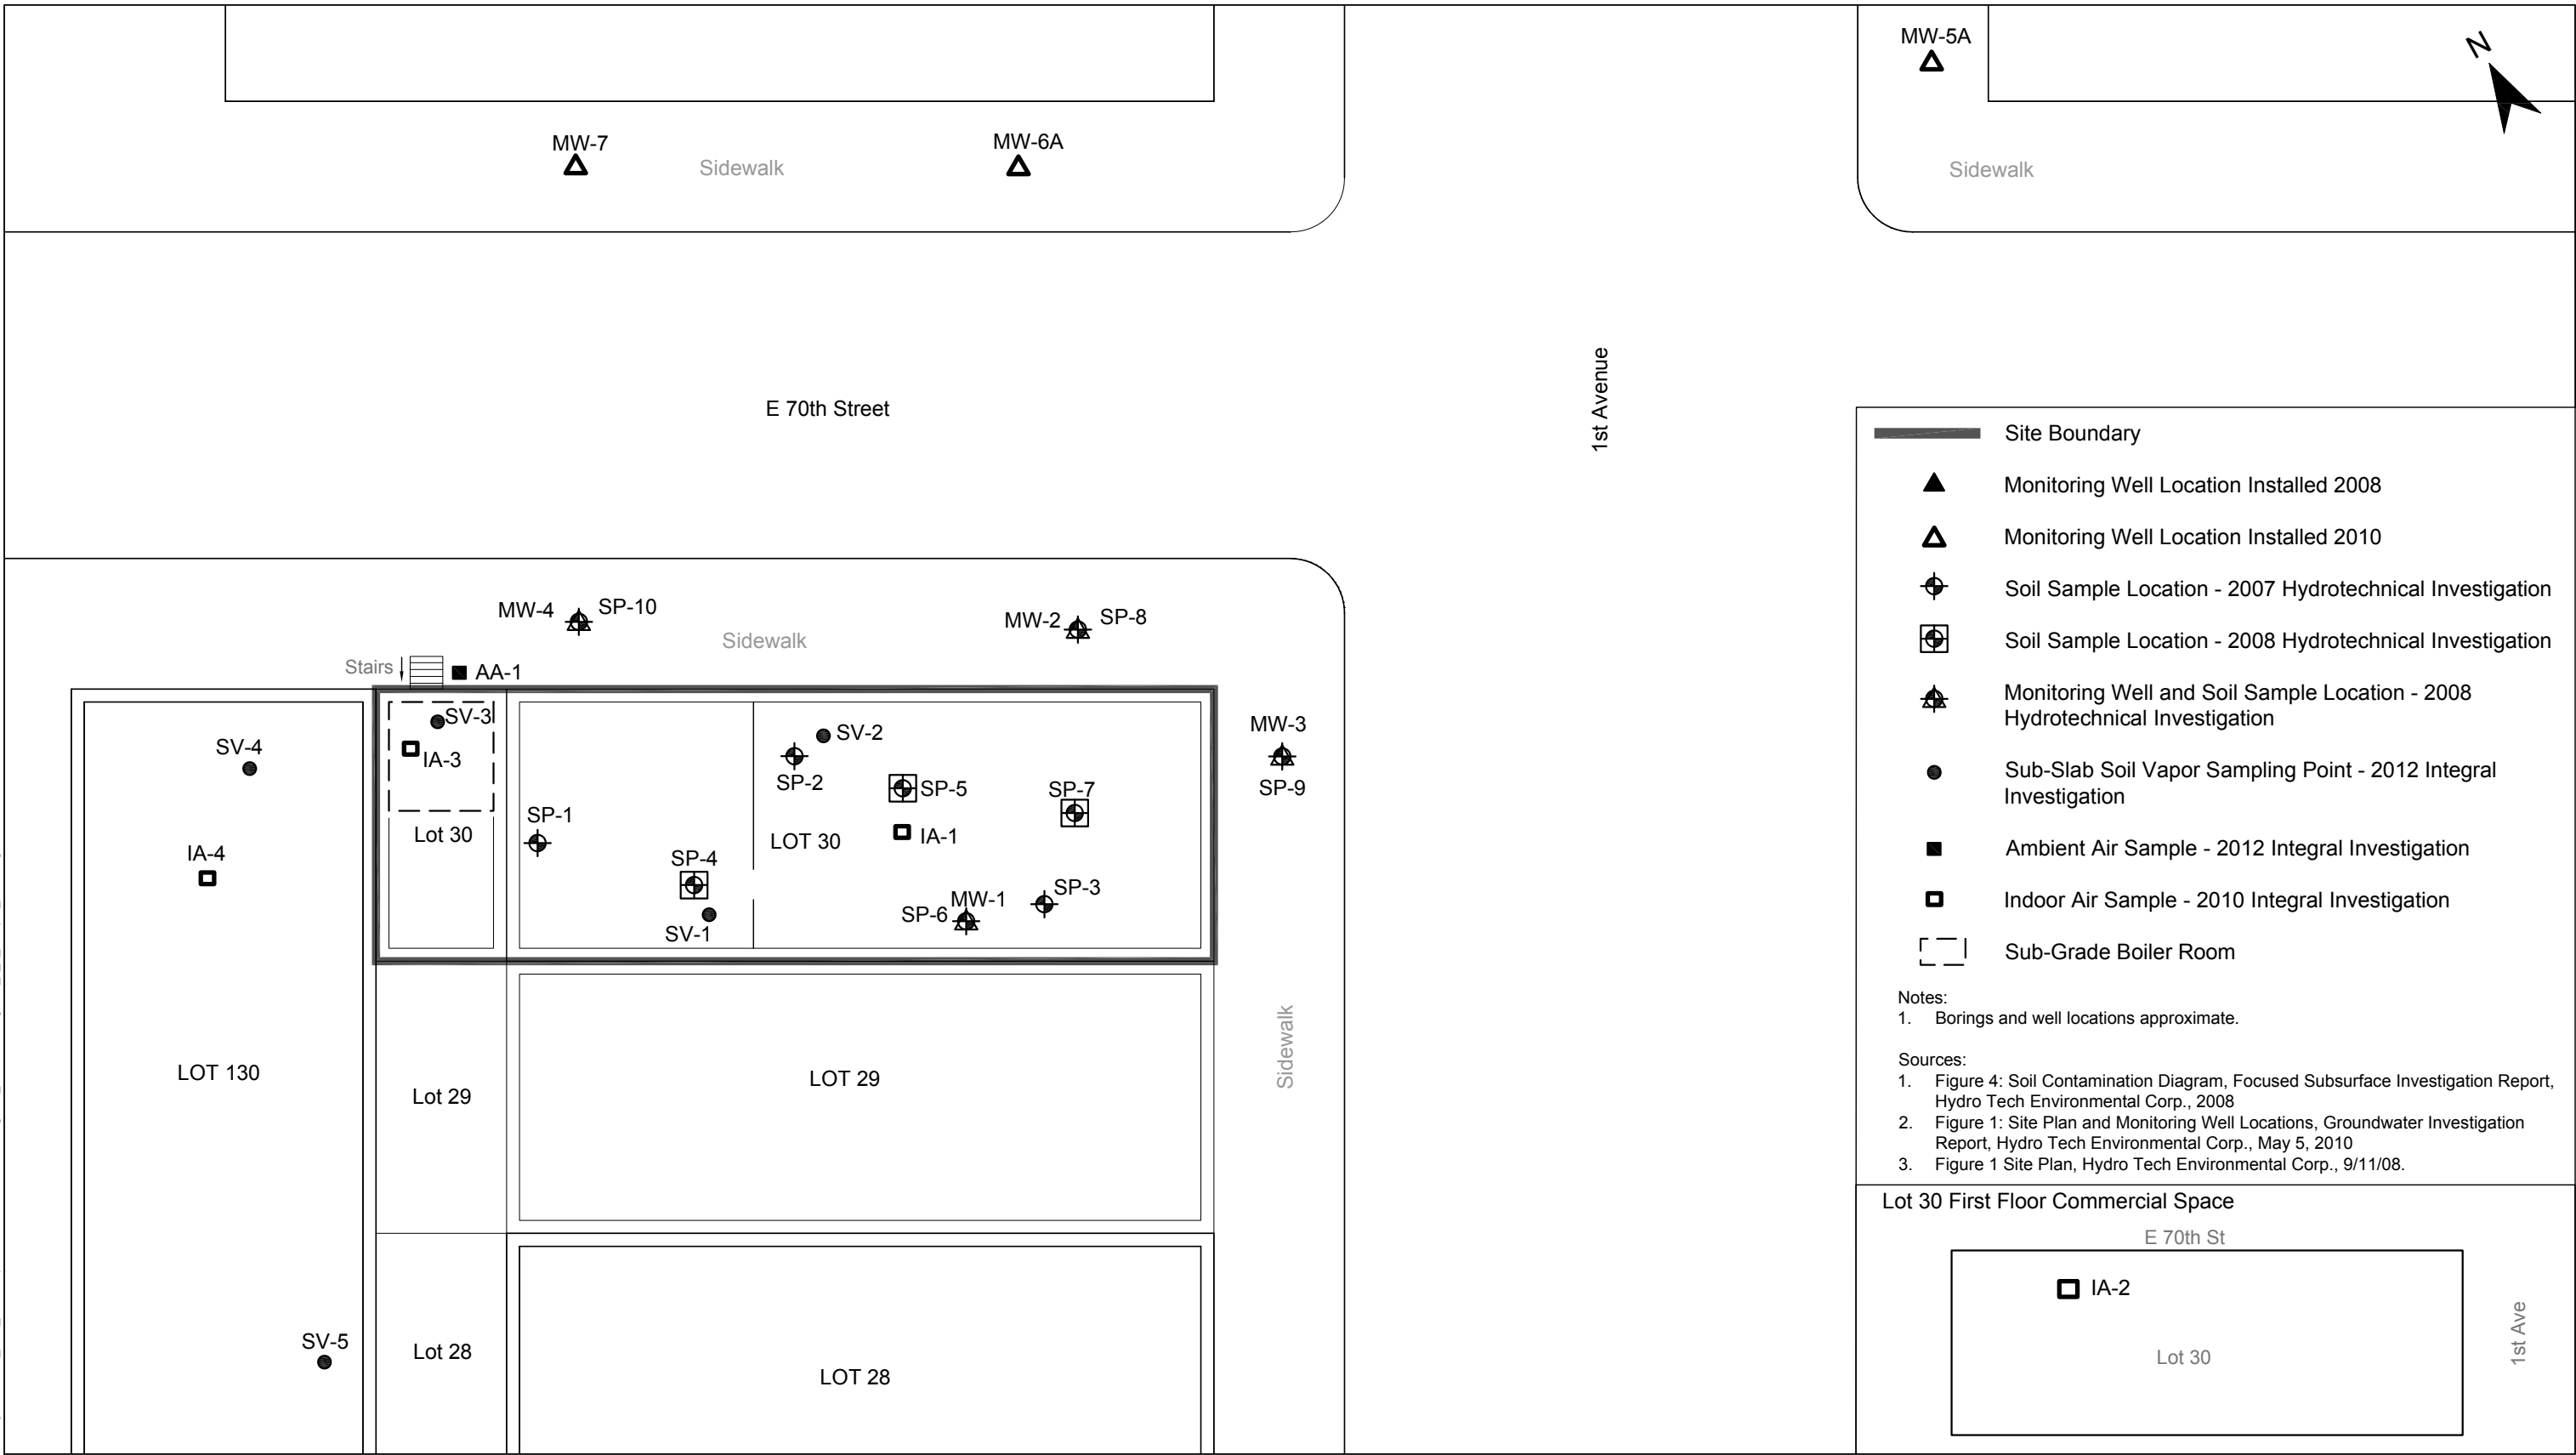 MW-5A
N
MW-7
MW-6A
Sidewalk
Sidewalk
E 70th Street
1st Avenue
MW-4
SP-10
MW-2
SP-8
Sidewalk
Stairs
AA-1
SV-3
IA-3
Lot 30
SV-4
IA-4
SV-2
SP-2
SP-5
SP-7
SP-1
LOT 30
IA-1
SP-4
SV-1
MW-1
SP-6
SP-3
MW-3
SP-9
Sidewalk
LOT 130
Lot 29
LOT 29
SV-5
Lot 28
LOT 28
Site Boundary
Monitoring Well Location Installed 2008
Monitoring Well Location Installed 2010
Soil Sample Location - 2007 Hydrotechnical Investigation
Soil Sample Location - 2008 Hydrotechnical Investigation
Monitoring Well and Soil Sample Location - 2008
Hydrotechnical Investigation
Sub-Slab Soil Vapor Sampling Point - 2012 Integral
Investigation
Ambient Air Sample - 2012 Integral Investigation
Indoor Air Sample - 2010 Integral Investigation
Sub-Grade Boiler Room
Notes:
1. Borings and well locations approximate.
Sources:
1. Figure 4: Soil Contamination Diagram, Focused Subsurface Investigation Report,
Hydro Tech Environmental Corp., 2008
2. Figure 1: Site Plan and Monitoring Well Locations, Groundwater Investigation
Report, Hydro Tech Environmental Corp., May 5, 2010
3. Figure 1 Site Plan, Hydro Tech Environmental Corp., 9/11/08.
Lot 30 First Floor Commercial Space
E 70th St
IA-2
Lot 30
1st Ave